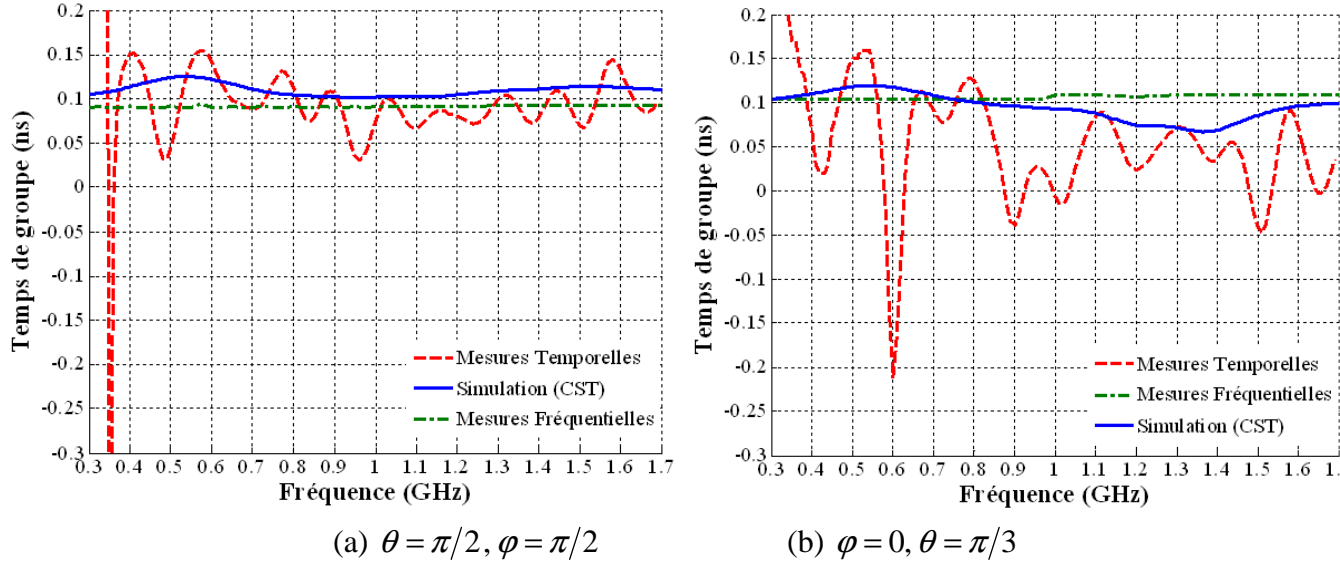 0.2
0.15
0.1
0.05
0
-0.05
-0.1
-0.15
-0.2
-0.25
-0.3
Temps de groupe (ns)
0.3 0.4 0.5 0.6 0.7 0.8 0.9 1 1.1 1.2 1.3 1.4 1.5 1.6 1.7
Fréquence (GHz)
Mesures Temporelles
Simulation (CST)
Mesures Fréquentielles
(a) θ = π/2, φ = π/2
0.2
0.15
0.1
0.05
0
-0.05
-0.1
-0.15
-0.2
-0.25
-0.3
Temps de groupe (ns)
0.3 0.4 0.5 0.6 0.7 0.8 0.9 1 1.1 1.2 1.3 1.4 1.5 1.6 1.
Fréquence (GHz)
Mesures Temporelles
Mesures Fréquentielles
Simulation (CST)
(b) φ = 0, θ = π/3